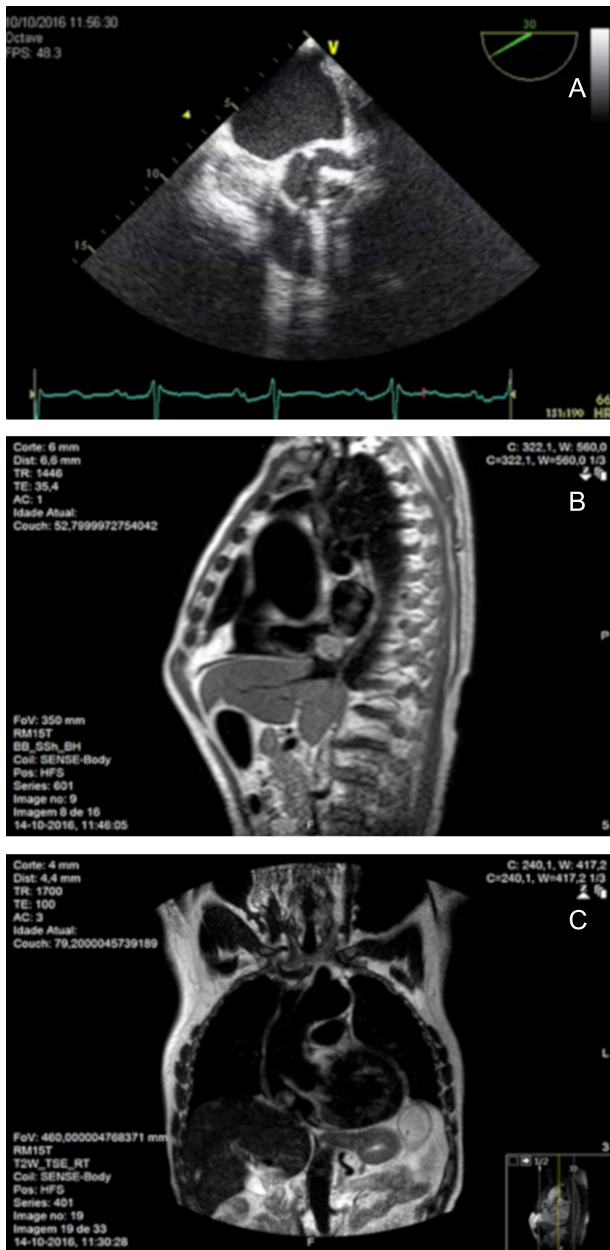 10/10/2016 11:56:30
Octave
FPS: 48.3
V
30
A
5
10
15
66
151:190 HR
Corte: 6 mm
Dist: 6,6 mm
TR: 1446
TE: 35,4
AC: 1
Idade Atual:
Couch: 52,7999972754042
C: 322,1, W: 560,0
C=322,1, W=560,0 1/3
B
P
FoV: 350 mm
RM15T
BB_SSh_BH
Coil: SENSE-Body
Pos: HFS
Series: 601
Image no: 9
Imagem 8 de 16
14-10-2016, 11:46:05
F
5
Corte: 4 mm
Dist: 4,4 mm
TR: 1700
TE: 100
AC: 3
Idade Atual:
Couch: 79,2000045739189
C: 240,1, W: 417,2
C=240,1, W=417,2 1/3
C
L
FoV: 460,000004768371 mm
RM15T
T2W_TSE_RT
Coil: SENSE-Body
Pos: HFS
Series: 401
Image no: 19
Imagem 19 de 33
14-10-2016, 11:30:28
F
3
1/2